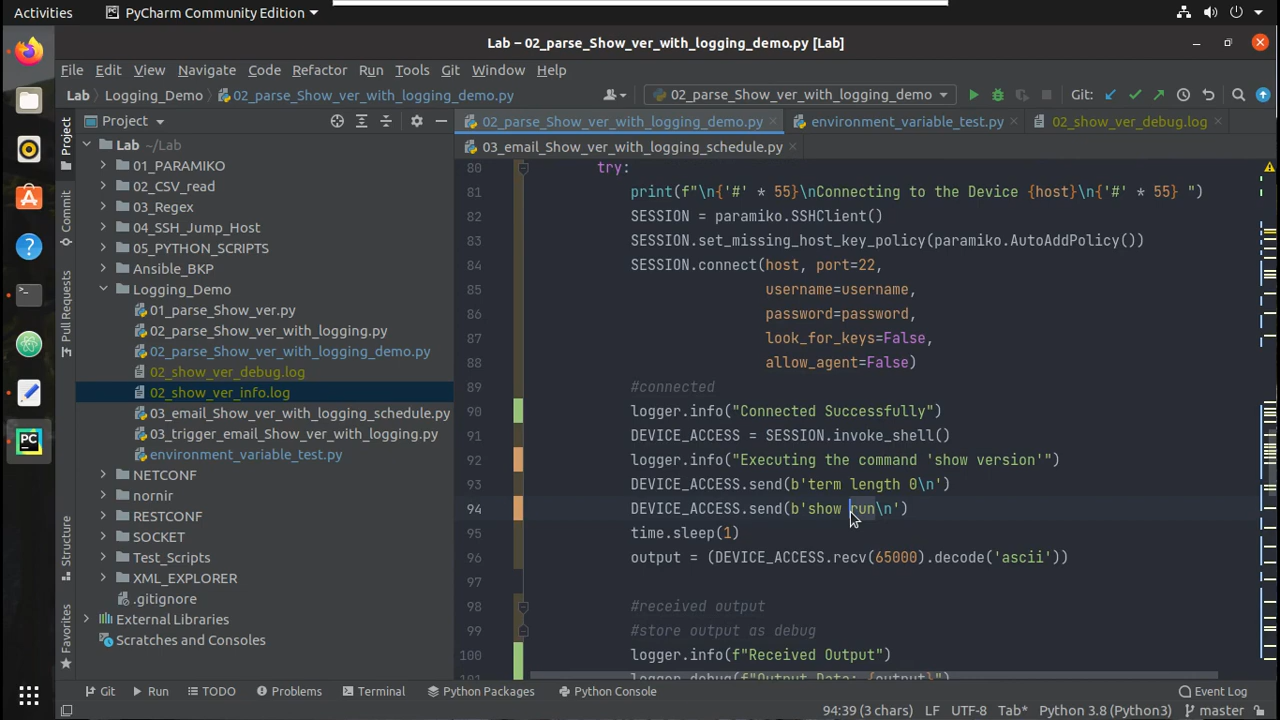 Activities
PyCharm Community Edition
Lab – 02_parse_Show_ver_with_logging_demo.py [Lab]
File Edit View Navigate Code Refactor Run Tools Git Window Help
Lab Logging_Demo 02_parse_Show_ver_with_logging_demo.py
02_parse_Show_ver_with_logging_demo
Git:
Project
02_parse_Show_ver_with_logging_demo.py environment_variable_test.py 02_show_ver_debug.log
03_email_Show_ver_with_logging_schedule.py
Project
Commit
Pull Requests
Structure
Favorites
Lab ~/Lab
01_PARAMIKO
02_CSV_read
03_Regex
04_SSH_Jump_Host
05_PYTHON_SCRIPTS
Ansible_BKP
Logging_Demo
01_parse_Show_ver.py
02_parse_Show_ver_with_logging.py
02_parse_Show_ver_with_logging_demo.py
02_show_ver_debug.log
02_show_ver_info.log
03_email_Show_ver_with_logging_schedule.py
03_trigger_email_Show_ver_with_logging.py
environment_variable_test.py
NETCONF
nornir
RESTCONF
SOCKET
Test_Scripts
XML_EXPLORER
.gitignore
External Libraries
Scratches and Consoles
80 try:
81 print(f"\n{'#' * 55}\nConnecting to the Device {host}\n{'#' * 55} ")
82 SESSION = paramiko.SSHClient()
83 SESSION.set_missing_host_key_policy(paramiko.AutoAddPolicy())
84 SESSION.connect(host, port=22,
85 username=username,
86 password=password,
87 look_for_keys=False,
88 allow_agent=False)
89 #connected
90 logger.info("Connected Successfully")
91 DEVICE_ACCESS = SESSION.invoke_shell()
92 logger.info("Executing the command 'show version'")
93 DEVICE_ACCESS.send(b'term length 0\n')
94 DEVICE_ACCESS.send(b'show run\n')
95 time.sleep(1)
96 output = (DEVICE_ACCESS.recv(65000).decode('ascii'))
97
98 #received output
99 #store output as debug
100 logger.info(f"Received Output")
logger.debug(f"Output Data: {output}")
Git Run TODO Problems Terminal Python Packages Python Console Event Log
94:39 (3 chars) LF UTF-8 Tab* Python 3.8 (Python3) master